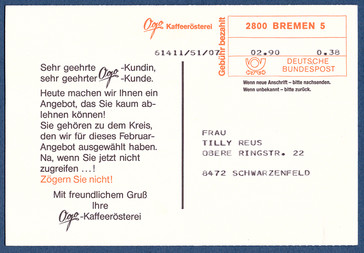 Onko Kaffeerösterei
Gebühr bezahlt
2800 BREMEN 5
61411/51/07
02.90
0.38
DEUTSCHE
BUNDESPOST
Wenn neue Anschrift – bitte nachsenden.
Wenn unbekannt – bitte zurück.
Sehr geehrte -Kundin,
sehr geehrter -Kunde.
Heute machen wir Ihnen ein
Angebot, das Sie kaum ab-
lehnen können!
Sie gehören zu dem Kreis,
den wir für dieses Februar-
Angebot ausgewählt haben.
Na, wenn Sie jetzt nicht
zugreifen ...!
Zögern Sie nicht!
Mit freundlichem Gruß
Ihre
-Kaffeerösterei
FRAU
TILLY REUS
OBERE RINGSTR. 22
8472 SCHWARZENFELD